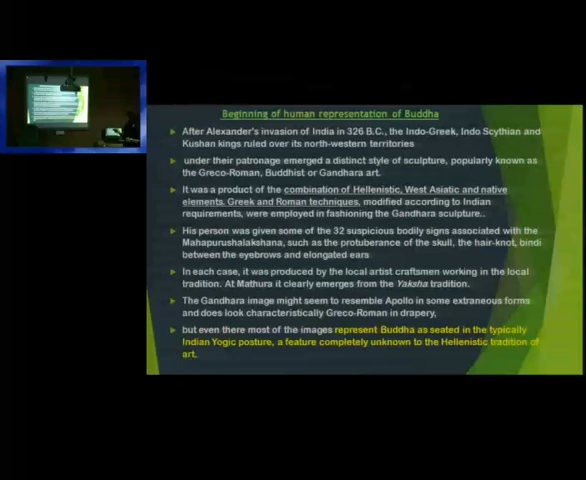 Beginning of human representation of Buddha
After Alexander's invasion of India in 326 B.C., the Indo-Greek, Indo Scythian and
Kushan kings ruled over its north-western territories
under their patronage emerged a distinct style of sculpture, popularly known as
the Greco-Roman, Buddhist or Gandhara art.
It was a product of the combination of Hellenistic, West Asiatic and native
elements. Greek and Roman techniques, modified according to Indian
requirements, were employed in fashioning the Gandhara sculpture..
His person was given some of the 32 suspicious bodily signs associated with the
Mahapurushalakshana, such as the protuberance of the skull, the hair-knot, bindi
between the eyebrows and elongated ears
In each case, it was produced by the local artist craftsmen working in the local
tradition. At Mathura it clearly emerges from the Yaksha tradition.
The Gandhara image might seem to resemble Apollo in some extraneous forms
and does look characteristically Greco-Roman in drapery,
but even there most of the images represent Buddha as seated in the typically
Indian Yogic posture, a feature completely unknown to the Hellenistic tradition of
art.